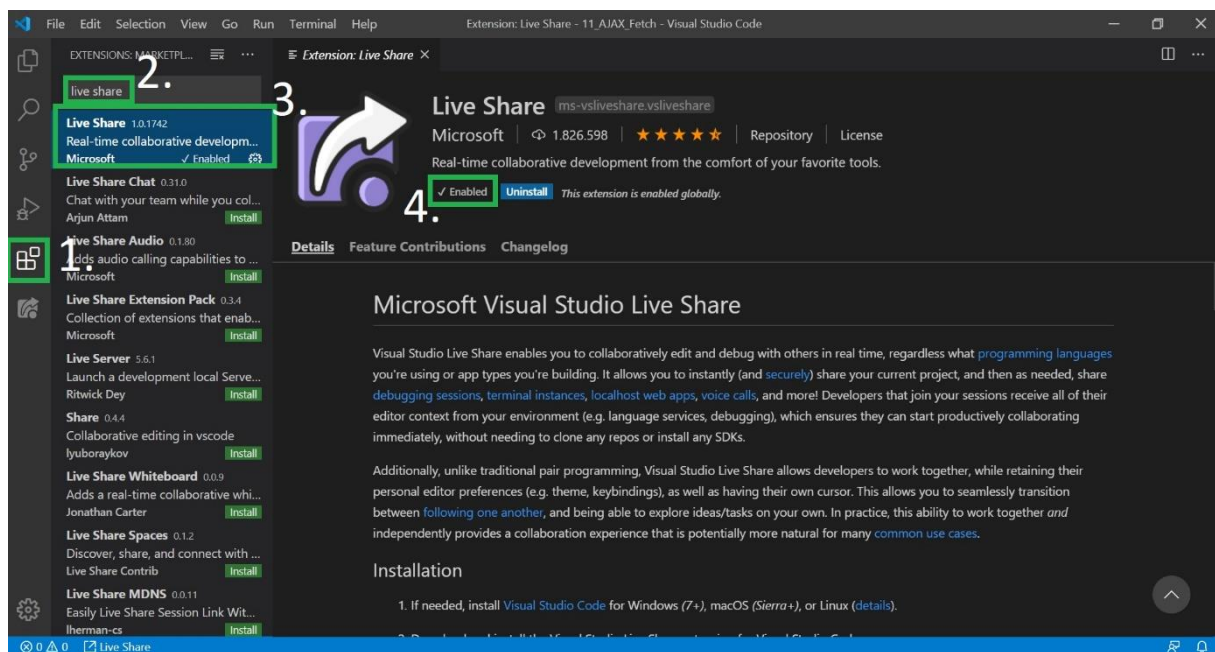 File Edit Selection View Go Run Terminal Help
Extension: Live Share - 11_AJAX_Fetch - Visual Studio Code
EXTENSIONS: MARKETPL...
Extension: Live Share
live share
1.
2.
3.
4.
Live Share 1.0.1742
Real-time collaborative developm...
Microsoft ✓ Enabled
Live Share Chat 0.31.0
Chat with your team while you col...
Arjun Attam Install
Live Share Audio 0.1.80
Adds audio calling capabilities to ...
Microsoft Install
Live Share Extension Pack 0.3.4
Collection of extensions that enab...
Microsoft Install
Live Server 5.6.1
Launch a development local Serve...
Ritwick Dey Install
Share 0.4.4
Collaborative editing in vscode
lyuboraykov Install
Live Share Whiteboard 0.0.9
Adds a real-time collaborative whi...
Jonathan Carter Install
Live Share Spaces 0.1.2
Discover, share, and connect with ...
Live Share Contrib Install
Live Share MDNS 0.0.11
Easily Live Share Session Link Wit...
lherman-cs Install
Live Share ms-vsliveshare.vsliveshare
Microsoft 1.826.598 ★★★★★ Repository License
Real-time collaborative development from the comfort of your favorite tools.
✓ Enabled Uninstall This extension is enabled globally.
Details Feature Contributions Changelog
Microsoft Visual Studio Live Share
Visual Studio Live Share enables you to collaboratively edit and debug with others in real time, regardless what programming languages
you're using or app types you're building. It allows you to instantly (and securely) share your current project, and then as needed, share
debugging sessions, terminal instances, localhost web apps, voice calls, and more! Developers that join your sessions receive all of their
editor context from your environment (e.g. language services, debugging), which ensures they can start productively collaborating
immediately, without needing to clone any repos or install any SDKs.
Additionally, unlike traditional pair programming, Visual Studio Live Share allows developers to work together, while retaining their
personal editor preferences (e.g. theme, keybindings), as well as having their own cursor. This allows you to seamlessly transition
between following one another, and being able to explore ideas/tasks on your own. In practice, this ability to work together and
independently provides a collaboration experience that is potentially more natural for many common use cases.
Installation
1. If needed, install Visual Studio Code for Windows (7+), macOS (Sierra+), or Linux (details).
0 0 Live Share